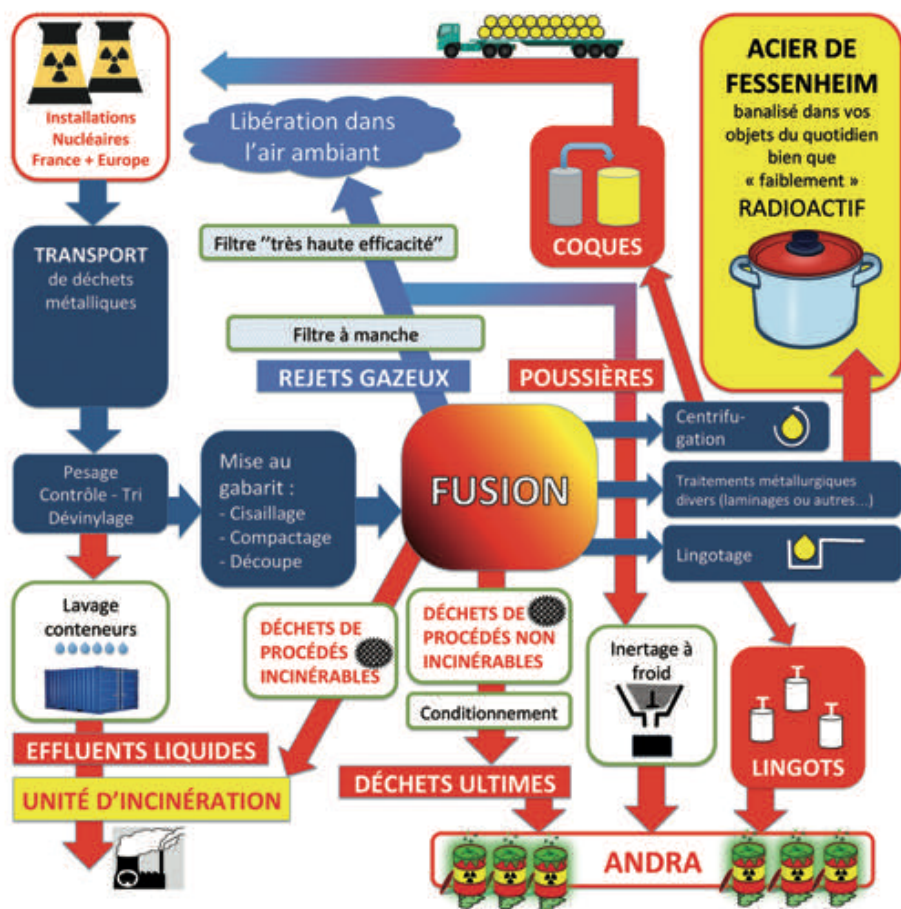 Installations
Nucléaires
France + Europe
Libération dans
l'air ambiant
COQUES
ACIER DE
FESSENHEIM
banalisé dans vos
objets du quotidien
bien que
« faiblement »
RADIOACTIF
TRANSPORT
de déchets
métalliques
Filtre "très haute efficacité"
Filtre à manche
REJETS GAZEUX
POUSSIÈRES
Pesage
Contrôle - Tri
Dévinylage
Mise au
gabarit :
- Cisaillage
- Compactage
- Découpe
FUSION
Centrifu-
gation
Traitements métallurgiques
divers (laminages ou autres...)
Lingotage
Lavage
conteneurs
DÉCHETS DE
PROCÉDÉS
INCINÉRABLES
DÉCHETS DE
PROCÉDÉS NON
INCINÉRABLES
Conditionnement
Inertage à
froid
LINGOTS
EFFLUENTS LIQUIDES
UNITÉ D'INCINÉRATION
DÉCHETS ULTIMES
ANDRA